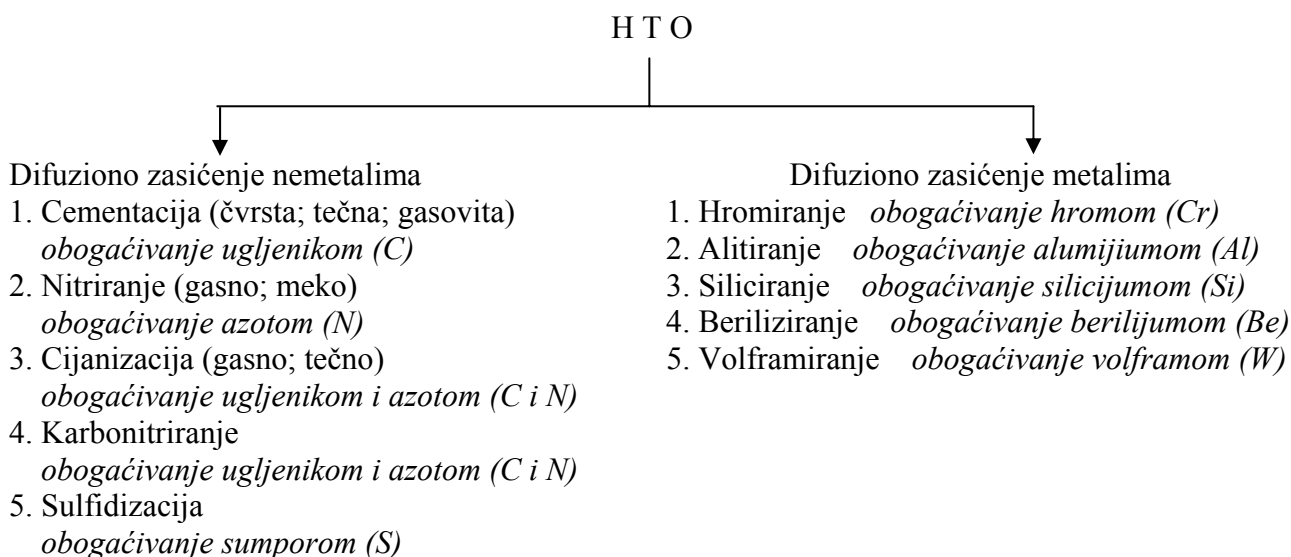 H T O
Difuziono zasićenje nemetalima
1. Cementacija (čvrsta; tečna; gasovita)
obogaćivanje ugljenikom (C)
2. Nitriranje (gasno; meko)
obogaćivanje azotom (N)
3. Cijanizacija (gasno; tečno)
obogaćivanje ugljenikom i azotom (C i N)
4. Karbonitriranje
obogaćivanje ugljenikom i azotom (C i N)
5. Sulfidizacija
obogaćivanje sumporom (S)
Difuziono zasićenje metalima
1. Hromiranje obogaćivanje hromom (Cr)
2. Alitiranje obogaćivanje alumijiumom (Al)
3. Siliciranje obogaćivanje silicijumom (Si)
4. Beriliziranje obogaćivanje berilijumom (Be)
5. Volframiranje obogaćivanje volframom (W)